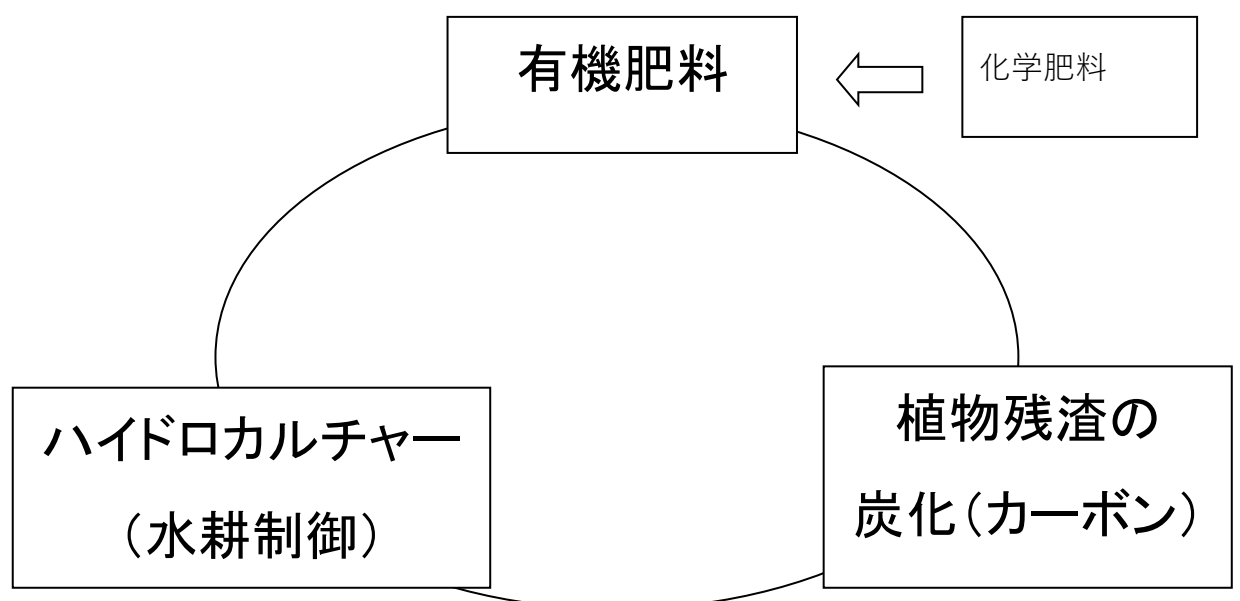 有機肥料
化学肥料
ハイドロカルチャー
（水耕制御）
植物残渣の
炭化（カーボン）